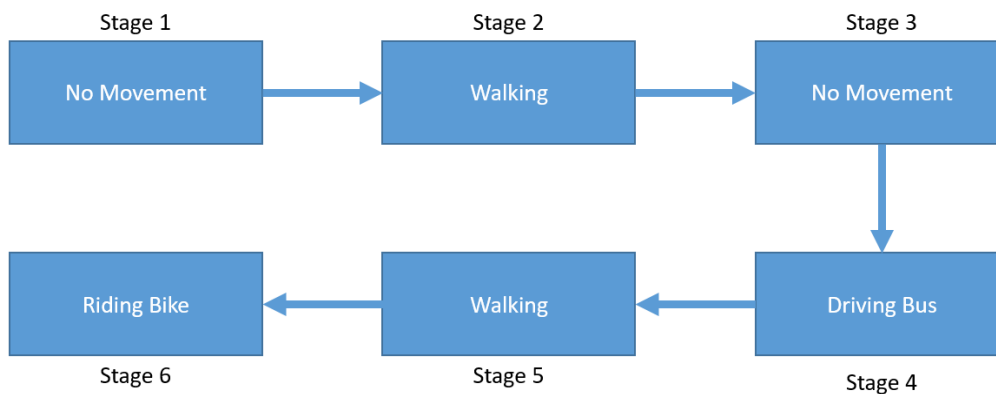 Stage 1
Stage 2
Stage 3
No Movement
Walking
No Movement
Riding Bike
Walking
Driving Bus
Stage 6
Stage 5
Stage 4